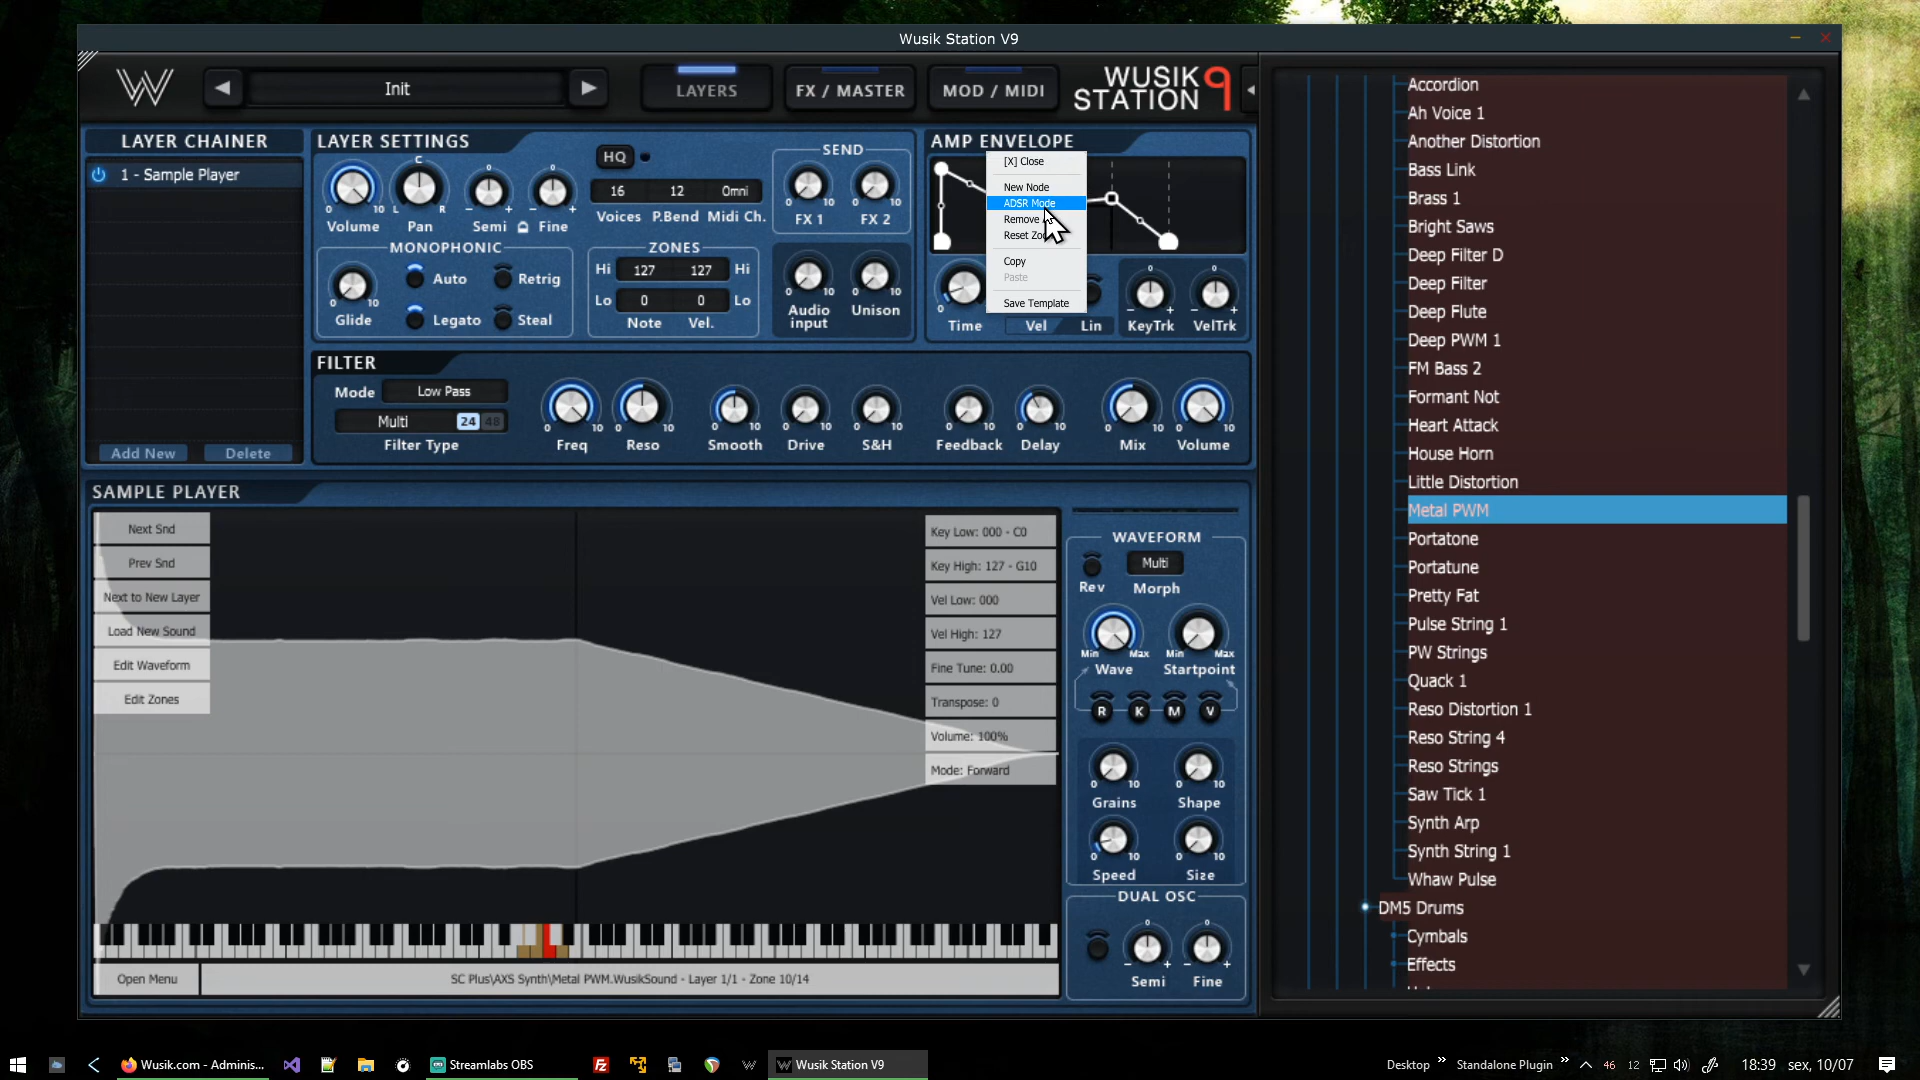 Wusik Station V9
Init
LAYERS
FX / MASTER
MOD / MIDI
WUSIK
STATION 9
LAYER CHAINER
1 - Sample Player
Add New
Delete
LAYER SETTINGS
HQ
C
L
R
0
10
Volume
Pan
Semi
Fine
16
12
Omni
Voices
P.Bend
Midi Ch.
SEND
FX 1
FX 2
MONOPHONIC
Glide
Auto
Retrig
Legato
Steal
ZONES
Hi
127
127
Hi
Lo
0
0
Lo
Note
Vel.
Audio
input
Unison
AMP ENVELOPE
[X] Close
New Node
ADSR Mode
Remove
Copy
Paste
Save Template
Time
Vel
Lin
KeyTrk
VelTrk
FILTER
Mode
Low Pass
Multi
24
48
Filter Type
Freq
Reso
Smooth
Drive
S&H
Feedback
Delay
Mix
Volume
SAMPLE PLAYER
Next Snd
Prev Snd
Next to New Layer
Load New Sound
Edit Waveform
Edit Zones
Key Low: 000 - C0
Key High: 127 - G10
Vel Low: 000
Vel High: 127
Fine Tune: 0.00
Transpose: 0
Volume: 100%
Mode: Forward
Open Menu
SC Plus\AXS Synth\Metal PWM.WusikSound - Layer 1/1 - Zone 10/14
WAVEFORM
Rev
Multi
Morph
Min
Max
Min
Max
Wave
Startpoint
R
K
M
V
Grains
Shape
Speed
Size
DUAL OSC
Semi
Fine
Accordion
Ah Voice 1
Another Distortion
Bass Link
Brass 1
Bright Saws
Deep Filter D
Deep Filter
Deep Flute
Deep PWM 1
FM Bass 2
Formant Not
Heart Attack
House Horn
Little Distortion
Metal PWM
Portatone
Portatune
Pretty Fat
Pulse String 1
PW Strings
Quack 1
Reso Distortion 1
Reso String 4
Reso Strings
Saw Tick 1
Synth Arp
Synth String 1
Whaw Pulse
DM5 Drums
Cymbals
Effects
Wusik.com - Adminis...
Streamlabs OBS
Wusik Station V9
Desktop
Standalone Plugin
46
12
18:39
sex, 10/07